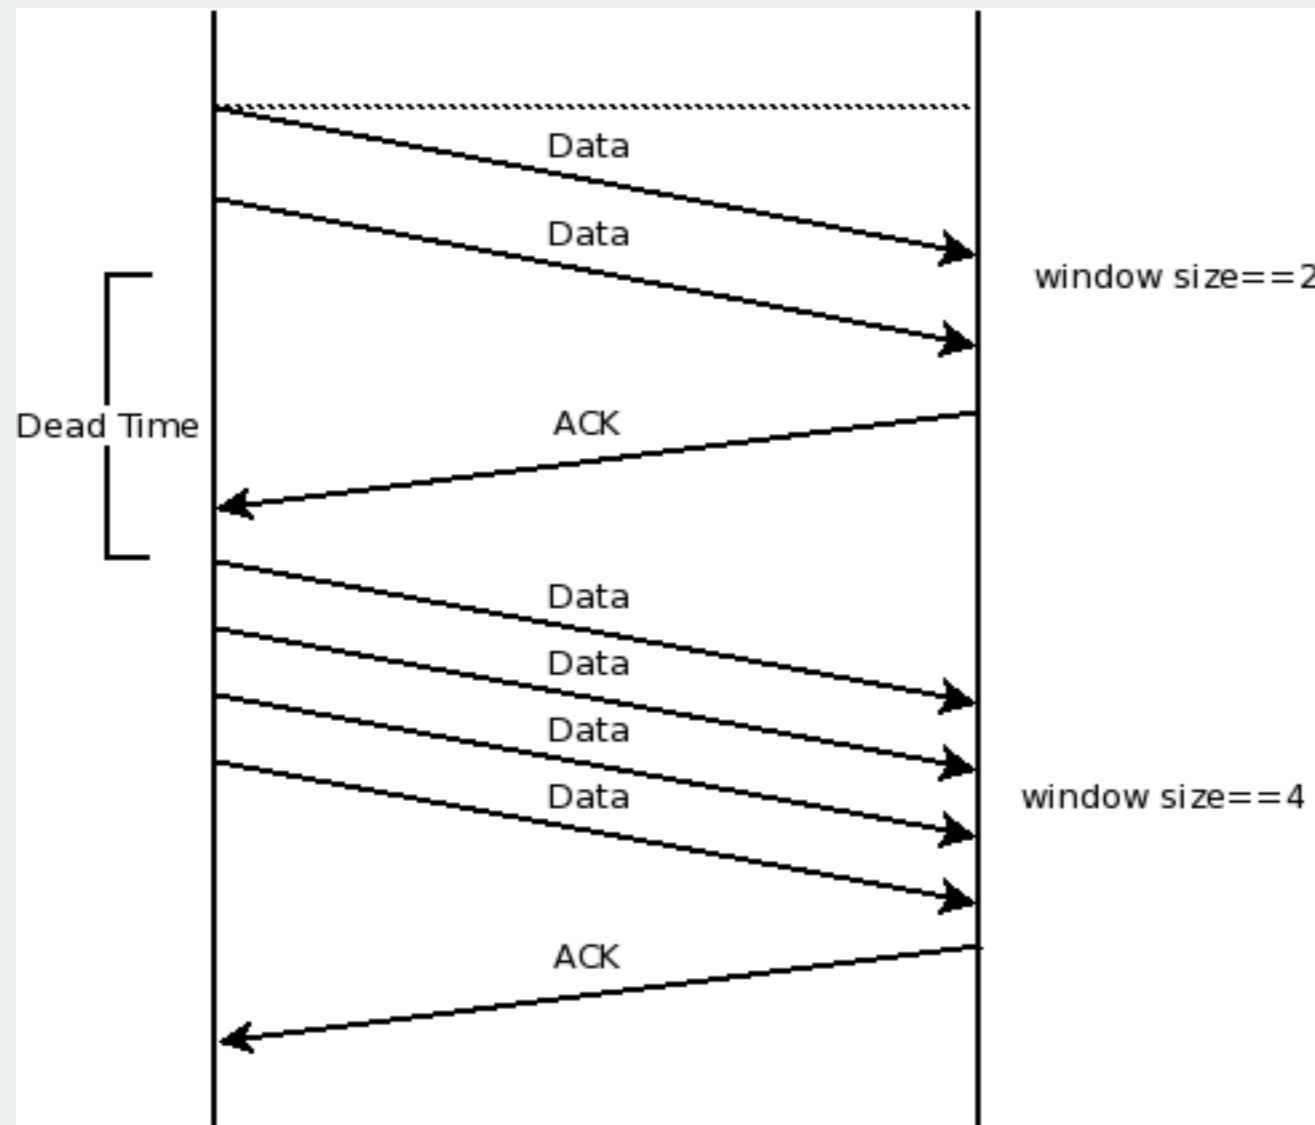 Data
Data
window size==2
Dead Time
ACK
Data
Data
Data
Data
window size==4
ACK